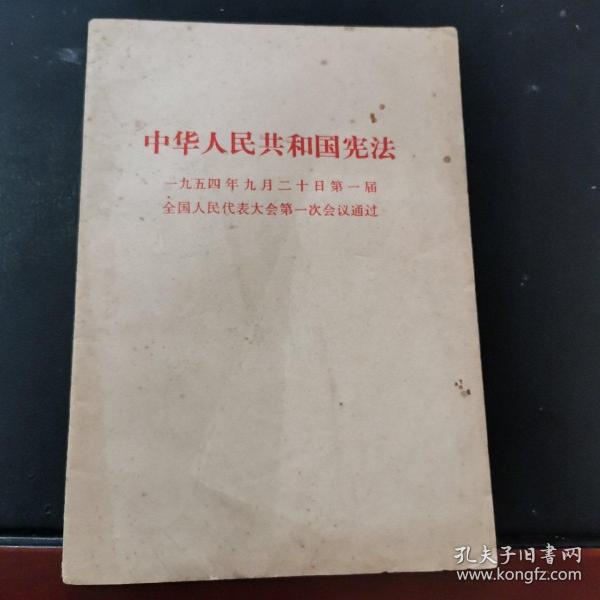 中华人民共和国宪法
一九五四年九月二十日第一届
全国人民代表大会第一次会议通过
孔夫子旧书网
www.kongfz.com